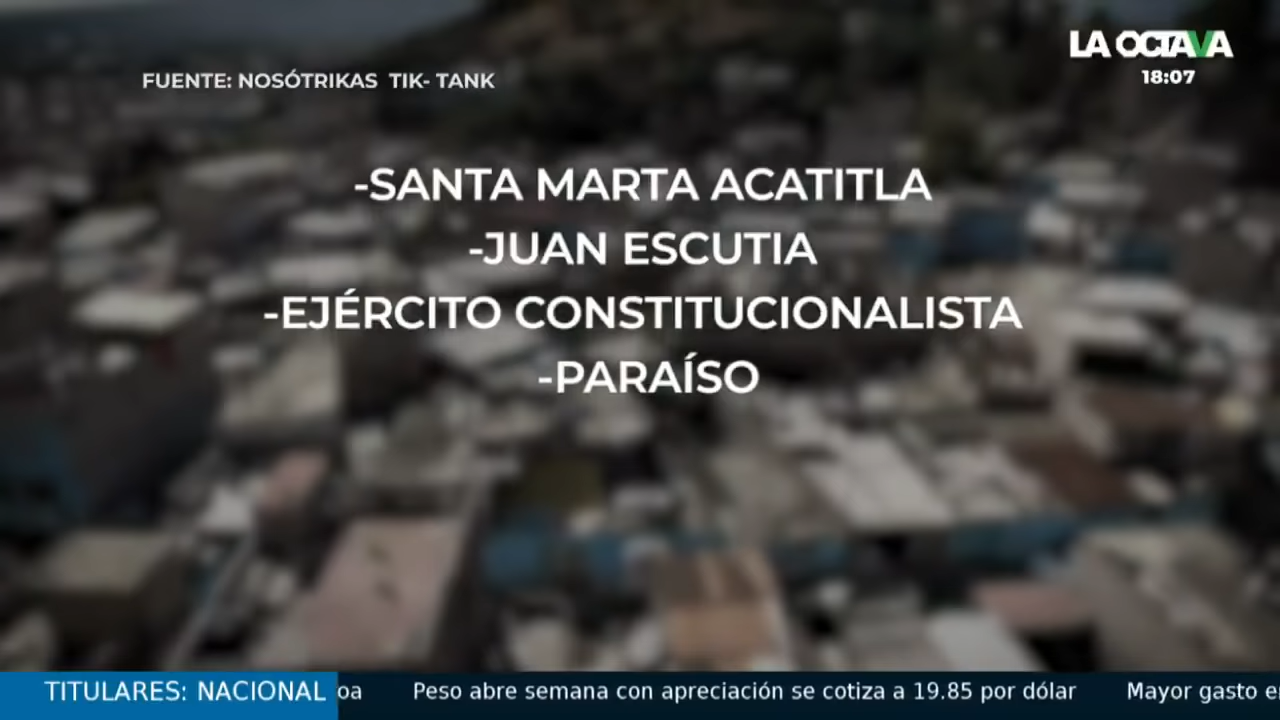 LA OCTAVA
18:07
FUENTE: NOSÓTRIKAS TIK- TANK
-SANTA MARTA ACATITLA
-JUAN ESCUTIA
-EJÉRCITO CONSTITUCIONALISTA
-PARAÍSO
TITULARES: NACIONAL oa Peso abre semana con apreciación se cotiza a 19.85 por dólar Mayor gasto e